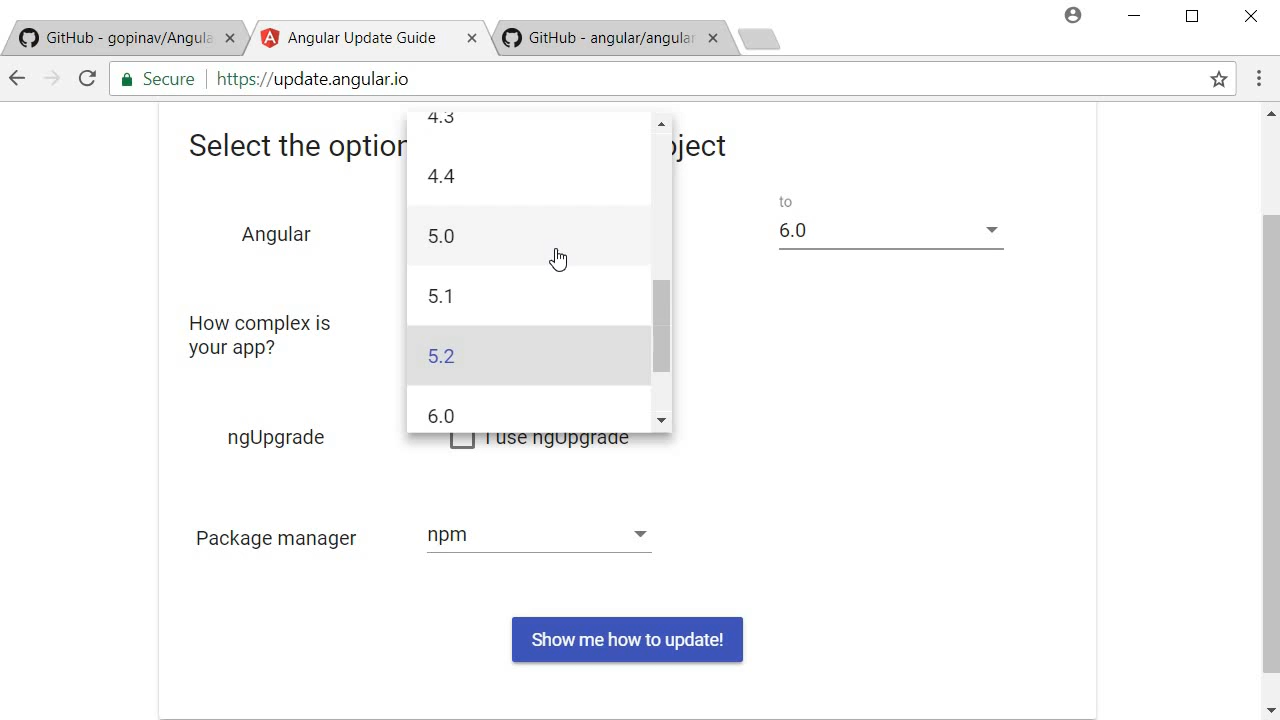 GitHub - gopinav/Angula
Angular Update Guide
GitHub - angular/angular
Secure
https://update.angular.io
Select the option
ject
Angular
4.3
4.4
5.0
5.1
5.2
6.0
to
6.0
How complex is
your app?
ngUpgrade
I use ngUpgrade
Package manager
npm
Show me how to update!